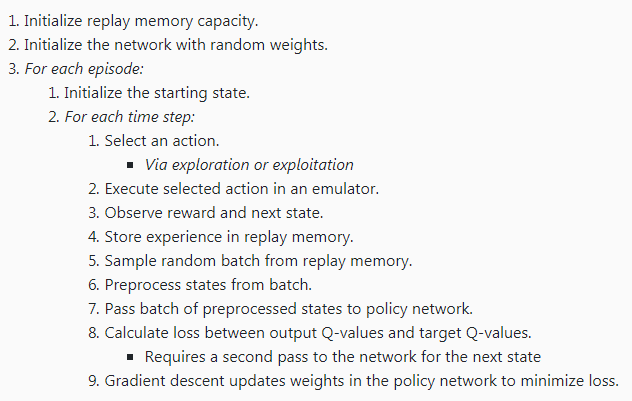 1. Initialize replay memory capacity.
2. Initialize the network with random weights.
3. For each episode:
1. Initialize the starting state.
2. For each time step:
1. Select an action.
▪ Via exploration or exploitation
2. Execute selected action in an emulator.
3. Observe reward and next state.
4. Store experience in replay memory.
5. Sample random batch from replay memory.
6. Preprocess states from batch.
7. Pass batch of preprocessed states to policy network.
8. Calculate loss between output Q-values and target Q-values.
▪ Requires a second pass to the network for the next state
9. Gradient descent updates weights in the policy network to minimize loss.